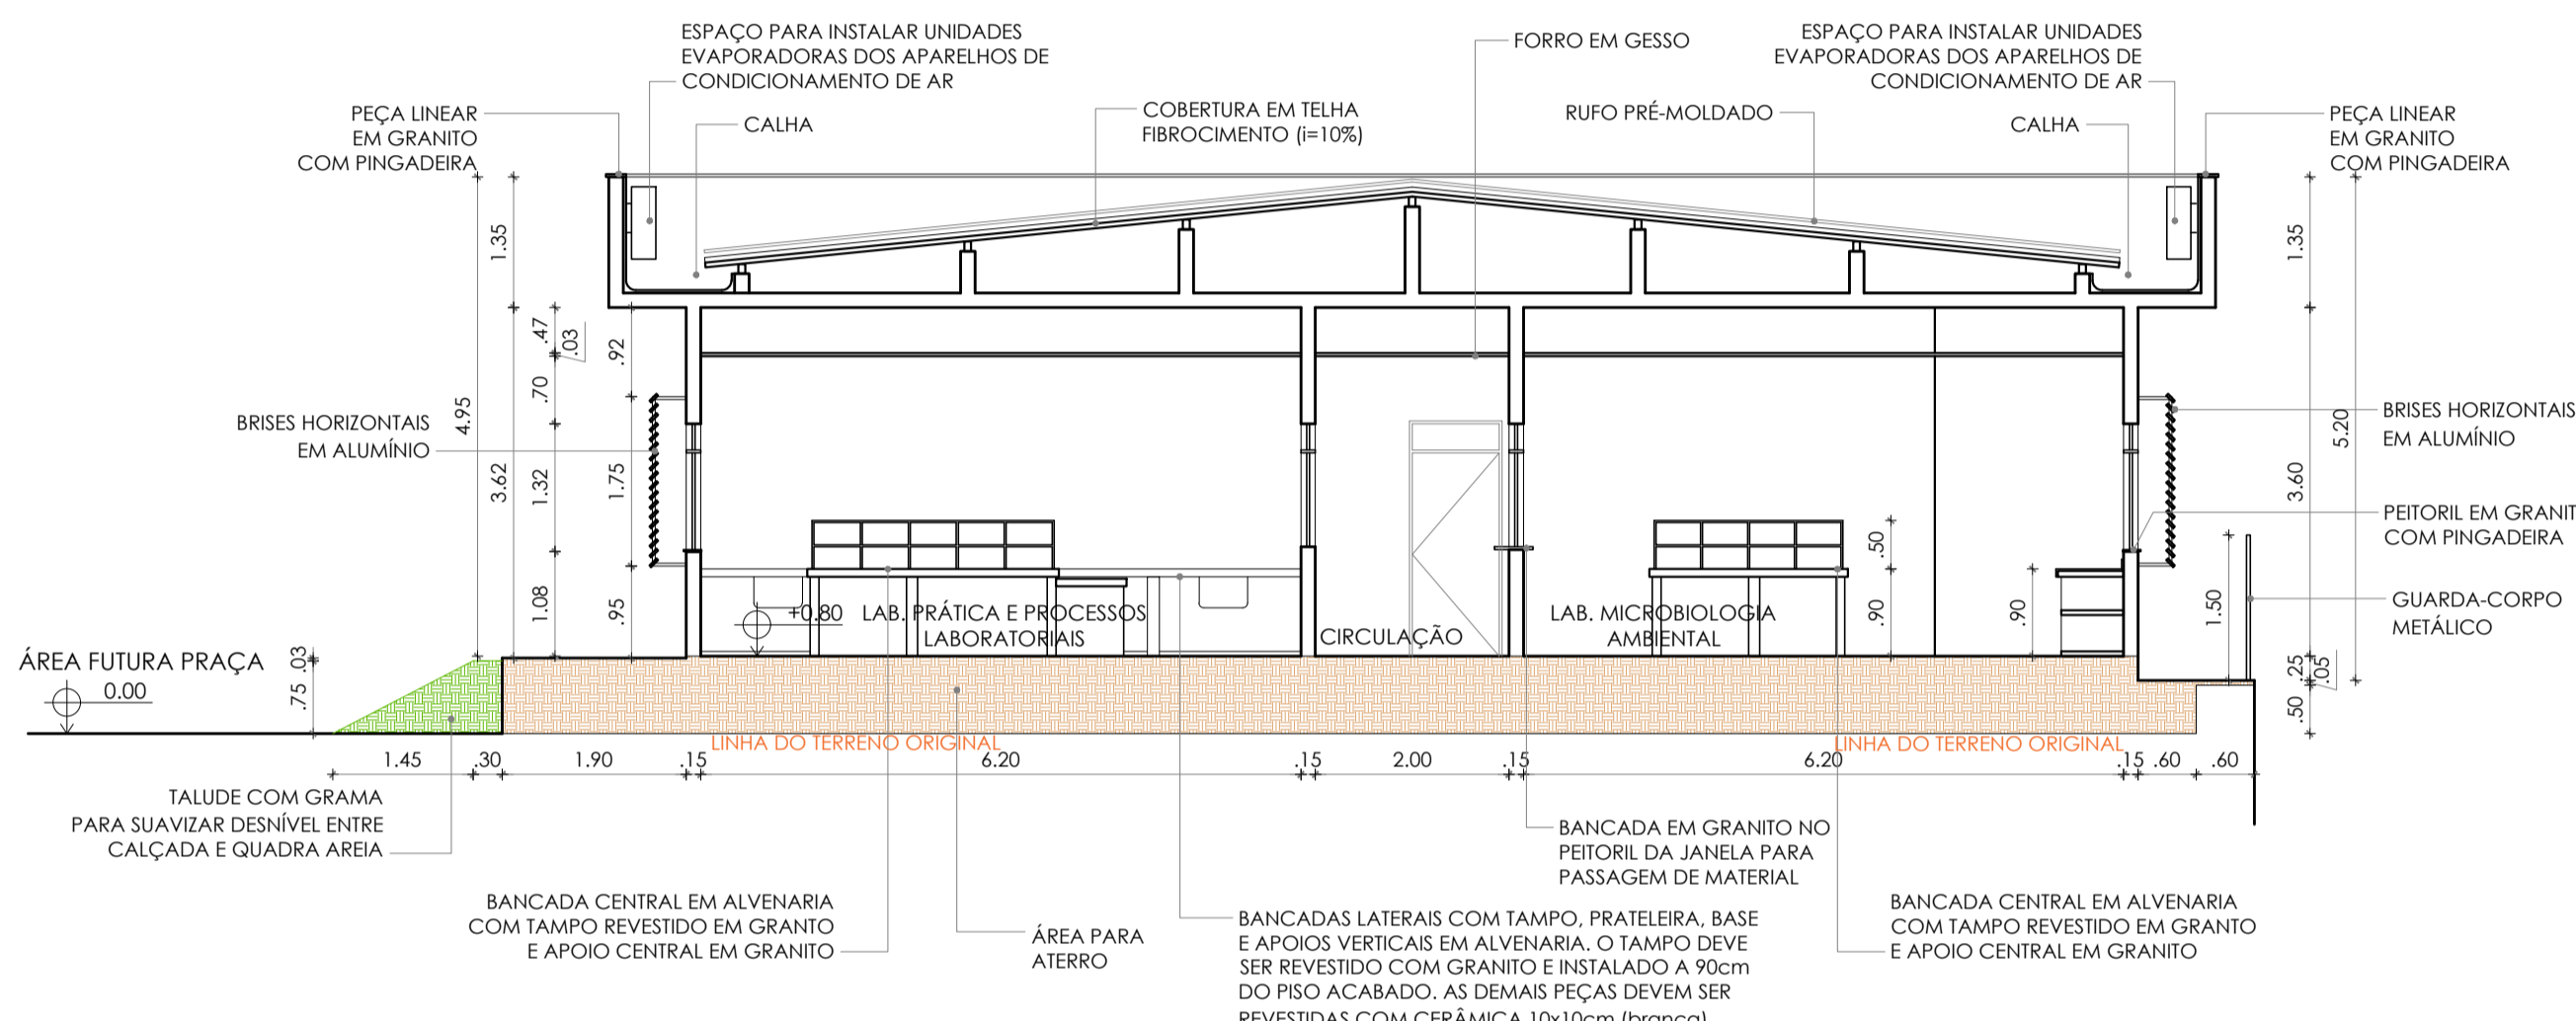 ESPAÇO PARA INSTALAR UNIDADES
EVAPORADORAS DOS APARELHOS DE
CONDICIONAMENTO DE AR
FORRO EM GESSO
ESPAÇO PARA INSTALAR UNIDADES
EVAPORADORAS DOS APARELHOS DE
CONDICIONAMENTO DE AR
PEÇA LINEAR
EM GRANITO
COM PINGADEIRA
CALHA
COBERTURA EM TELHA
FIBROCIMENTO (i=10%)
RUFO PRÉ-MOLDADO
CALHA
PEÇA LINEAR
EM GRANITO
COM PINGADEIRA
1.35
1.35
.47
.03
.92
.70
4.95
3.62
1.32
1.75
1.08
.95
BRISES HORIZONTAIS
EM ALUMÍNIO
BRISES HORIZONTAIS
EM ALUMÍNIO
5.20
3.60
PEITORIL EM GRANIT
COM PINGADEIRA
.50
.90
.90
1.50
GUARDA-CORPO
METÁLICO
+0.80
LAB. PRÁTICA E PROCESSOS
LABORATORIAIS
CIRCULAÇÃO
LAB. MICROBIOLOGIA
AMBIENTAL
ÁREA FUTURA PRAÇA
0.00
.03
.75
.25
.05
.50
LINHA DO TERRENO ORIGINAL
LINHA DO TERRENO ORIGINAL
1.45 .30 1.90 .15 6.20 .15 2.00 .15 6.20 .15 .60 .60
TALUDE COM GRAMA
PARA SUAVIZAR DESNÍVEL ENTRE
CALÇADA E QUADRA AREIA
BANCADA EM GRANITO NO
PEITORIL DA JANELA PARA
PASSAGEM DE MATERIAL
BANCADA CENTRAL EM ALVENARIA
COM TAMPO REVESTIDO EM GRANTO
E APOIO CENTRAL EM GRANITO
ÁREA PARA
ATERRO
BANCADAS LATERAIS COM TAMPO, PRATELEIRA, BASE
E APOIOS VERTICAIS EM ALVENARIA. O TAMPO DEVE
SER REVESTIDO COM GRANITO E INSTALADO A 90cm
DO PISO ACABADO. AS DEMAIS PEÇAS DEVEM SER
REVESTIDAS COM CERÂMICA 10x10cm (branca)
BANCADA CENTRAL EM ALVENARIA
COM TAMPO REVESTIDO EM GRANTO
E APOIO CENTRAL EM GRANITO